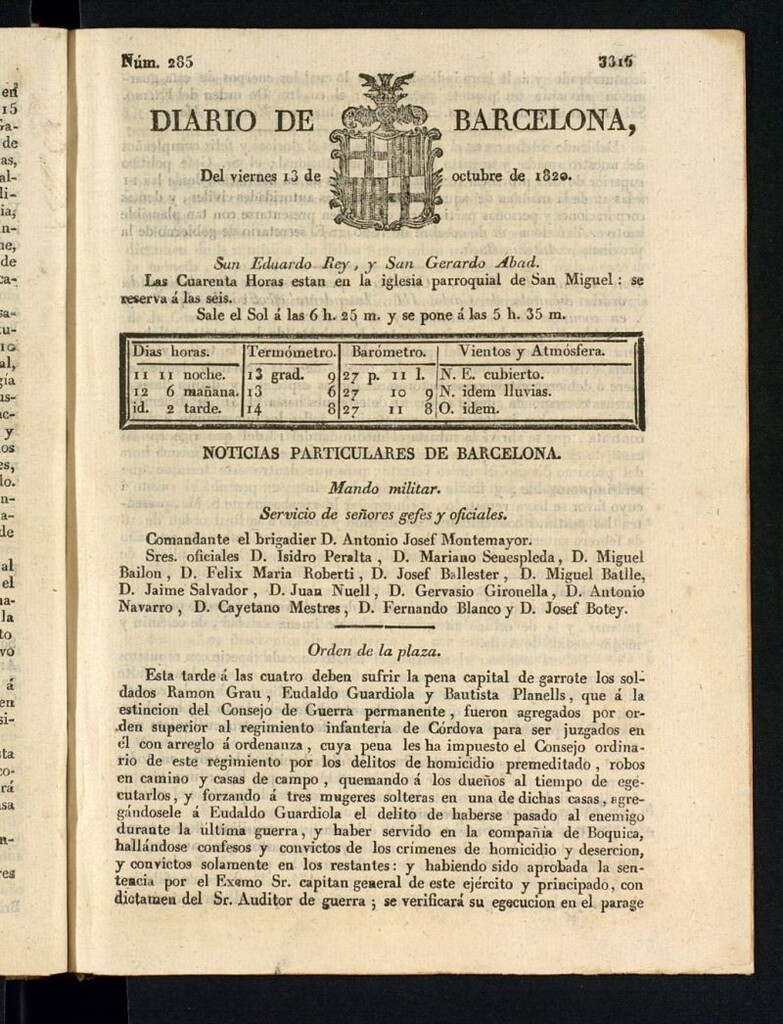 Núm. 285
3315
DIARIO DE BARCELONA,
Del viernes 13 de octubre de 1820.
San Eduardo Rey, y San Gerardo Abad.
Las Cuarenta Horas estan en la iglesia parroquial de San Miguel: se
reserva á las seis.
Sale el Sol á las 6 h. 25 m. y se pone á las 5 h. 35 m.
Dias horas. Termómetro. Barómetro. Vientos y Atmósfera.
11 11 noche. 13 grad. 9 27 p. 11 l. N. E. cubierto.
12 6 mañana. 13 6 27 10 9 N. idem lluvias.
id. 2 tarde. 14 8 27 11 8 O. idem.
NOTICIAS PARTICULARES DE BARCELONA.
Mando militar.
Servicio de señores gefes y oficiales.
Comandante el brigadier D. Antonio Josef Montemayor.
Sres. oficiales D. Isidro Peralta, D. Mariano Senespleda, D. Miguel
Bailon, D. Felix Maria Roberti, D. Josef Ballester, D. Miguel Batlle,
D. Jaime Salvador, D. Juan Nuell, D. Gervasio Gironella, D. Antonio
Navarro, D. Cayetano Mestres, D. Fernando Blanco y D. Josef Botey.
Orden de la plaza.
Esta tarde á las cuatro deben sufrir la pena capital de garrote los sol-
dados Ramon Grau, Eudaldo Guardiola y Bautista Planells, que á la
estincion del Consejo de Guerra permanente, fueron agregados por or-
den superior al regimiento infantería de Córdova para ser juzgados en
él con arreglo á ordenanza, cuya pena les ha impuesto el Consejo ordina-
rio de este regimiento por los delitos de homicidio premeditado, robos
en camino y casas de campo, quemando á los dueños al tiempo de ege-
cutarlos, y forzando á tres mugeres solteras en una de dichas casas, agre-
gándosele á Eudaldo Guardiola el delito de haberse pasado al enemigo
durante la última guerra, y haber servido en la compañia de Boquica,
hallándose confesos y convictos de los crímenes de homicidio y desercion,
y convictos solamente en los restantes: y habiendo sido aprobada la sen-
tencia por el Exemo Sr. capitan general de este ejército y principado, con
dictamen del Sr. Auditor de guerra; se verificará su egecucion en el parage